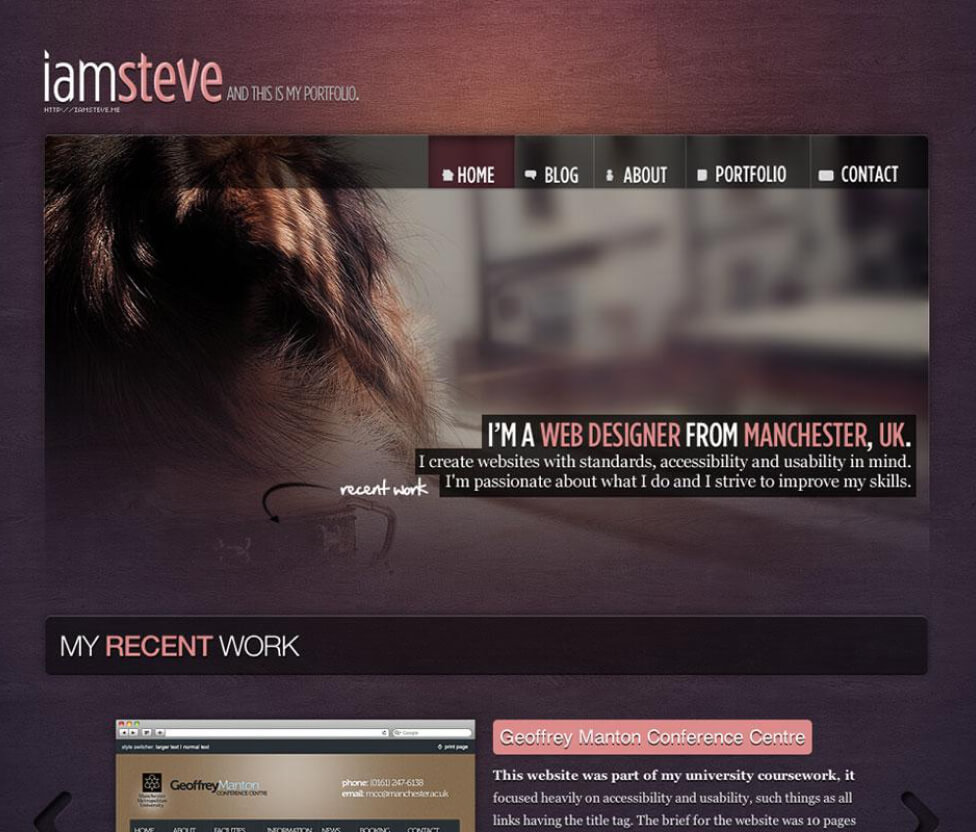 iamsteve AND THIS IS MY PORTFOLIO.
HTTP://IAMSTEVE.ME
HOME BLOG ABOUT PORTFOLIO CONTACT
I'M A WEB DESIGNER FROM MANCHESTER, UK.
I create websites with standards, accessibility and usability in mind.
I'm passionate about what I do and I strive to improve my skills.
recent work
MY RECENT WORK
Google
style switcher: larger text | normal text
print page
GeoffreyManton
CONFERENCE CENTRE
Manchester
Metropolitan
University
phone: (0161) 247-6138
email: mcc@manchester.ac.uk
HOME ABOUT FACILITIES INFORMATION NEWS BOOKING CONTACT
Geoffrey Manton Conference Centre
This website was part of my university coursework, it
focused heavily on accessibility and usability, such things as all
links having the title tag. The brief for the website was 10 pages